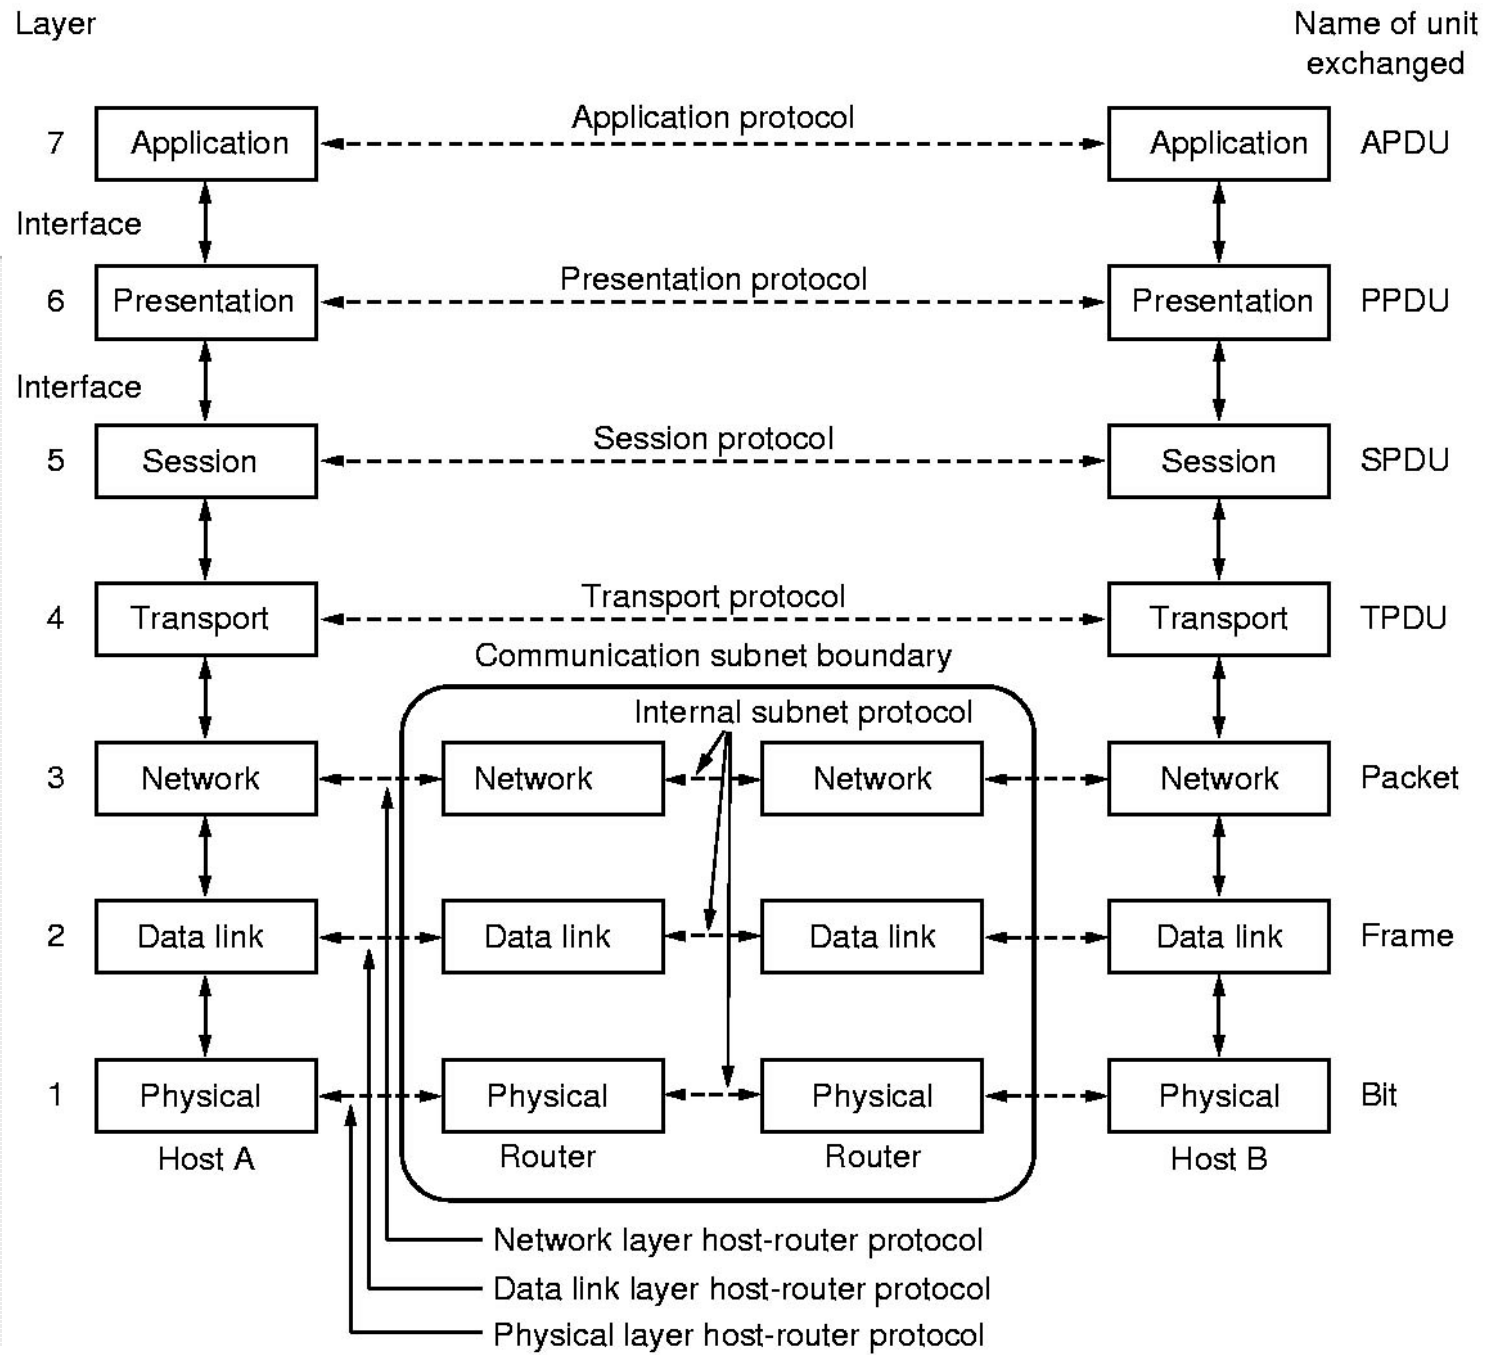 Layer
Name of unit
exchanged
Application protocol
7 Application Application APDU
Interface
Presentation protocol
6 Presentation Presentation PPDU
Interface
Session protocol
5 Session Session SPDU
Transport protocol
4 Transport Transport TPDU
Communication subnet boundary
Internal subnet protocol
3 Network Network Network Network Packet
2 Data link Data link Data link Data link Frame
1 Physical Physical Physical Physical Bit
Host A Router Router Host B
Network layer host-router protocol
Data link layer host-router protocol
Physical layer host-router protocol